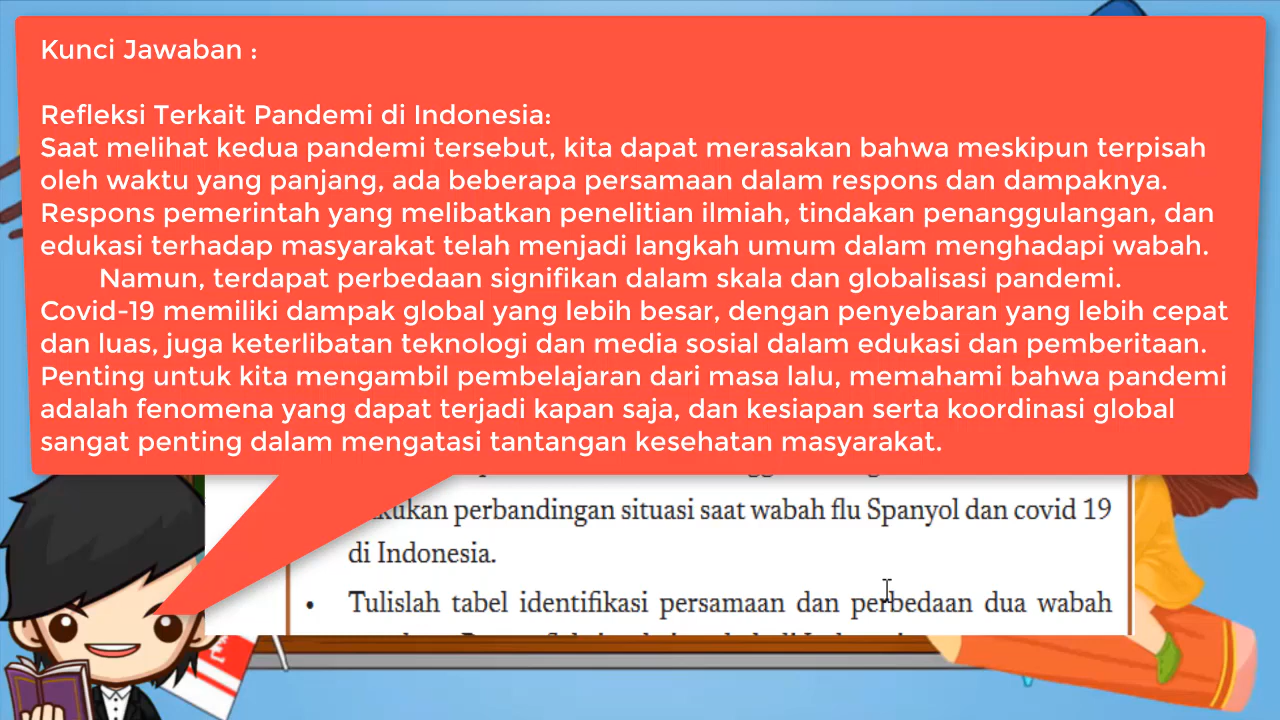 Kunci Jawaban :
Refleksi Terkait Pandemi di Indonesia:
Saat melihat kedua pandemi tersebut, kita dapat merasakan bahwa meskipun terpisah
oleh waktu yang panjang, ada beberapa persamaan dalam respons dan dampaknya.
Respons pemerintah yang melibatkan penelitian ilmiah, tindakan penanggulangan, dan
edukasi terhadap masyarakat telah menjadi langkah umum dalam menghadapi wabah.
Namun, terdapat perbedaan signifikan dalam skala dan globalisasi pandemi.
Covid-19 memiliki dampak global yang lebih besar, dengan penyebaran yang lebih cepat
dan luas, juga keterlibatan teknologi dan media sosial dalam edukasi dan pemberitaan.
Penting untuk kita mengambil pembelajaran dari masa lalu, memahami bahwa pandemi
adalah fenomena yang dapat terjadi kapan saja, dan kesiapan serta koordinasi global
sangat penting dalam mengatasi tantangan kesehatan masyarakat.
perbandingan situasi saat wabah flu Spanyol dan covid 19
di Indonesia.
• Tulislah tabel identifikasi persamaan dan perbedaan dua wabah